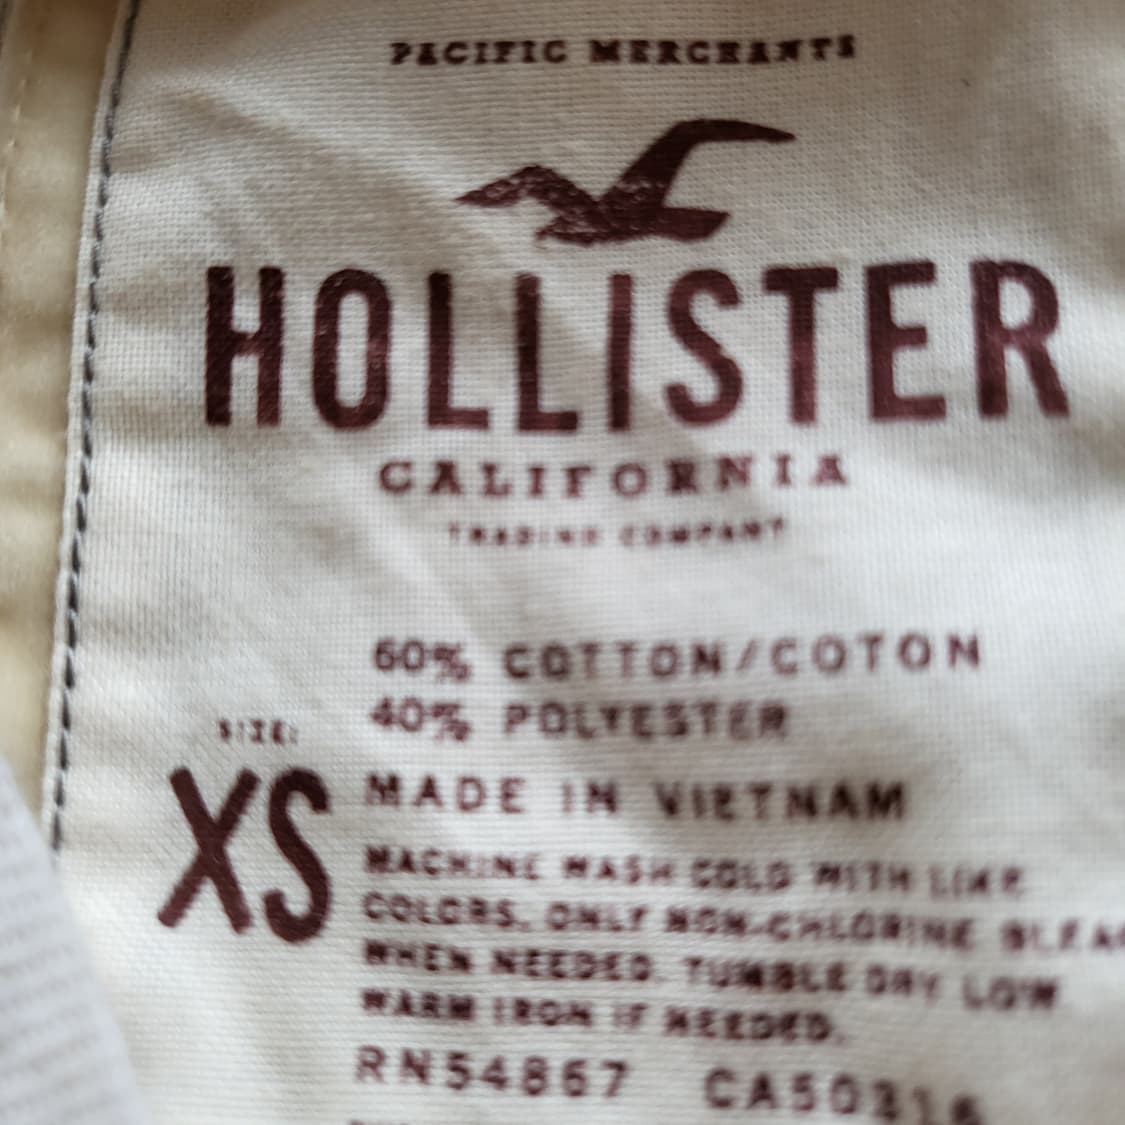 PACIFIC MERCHANTS
HOLLISTER
CALIFORNIA
TRADING COMPANY
60% COTTON/COTON
40% POLYESTER
SIZE:
XS
MADE IN VIETNAM
MACHINE WASH COLD WITH LIKE
COLORS. ONLY NON-CHLORINE BLEA
WHEN NEEDED. TUMBLE DRY LOW
WARM IRON IF NEEDED.
RN54867